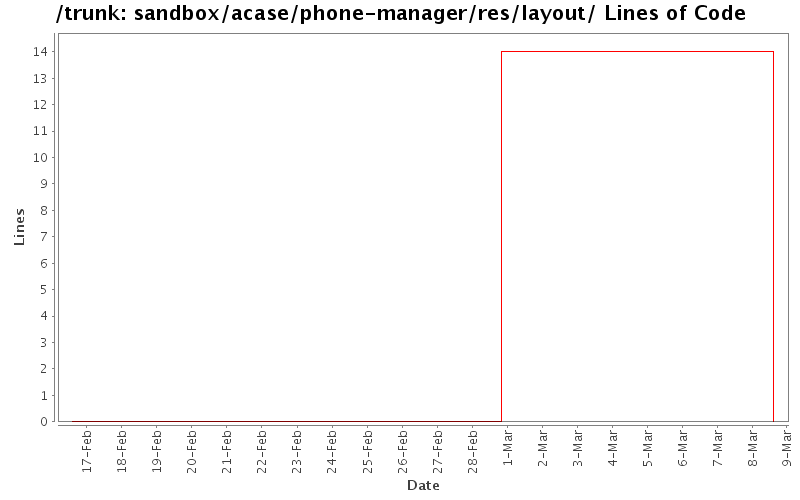 /trunk: sandbox/acase/phone-manager/res/layout/ Lines of Code
14
13
12
11
10
9
8
7
6
5
4
3
2
1
0
Lines
17-Feb
18-Feb
19-Feb
20-Feb
21-Feb
22-Feb
23-Feb
24-Feb
25-Feb
26-Feb
27-Feb
28-Feb
1-Mar
2-Mar
3-Mar
4-Mar
5-Mar
6-Mar
7-Mar
8-Mar
9-Mar
Date